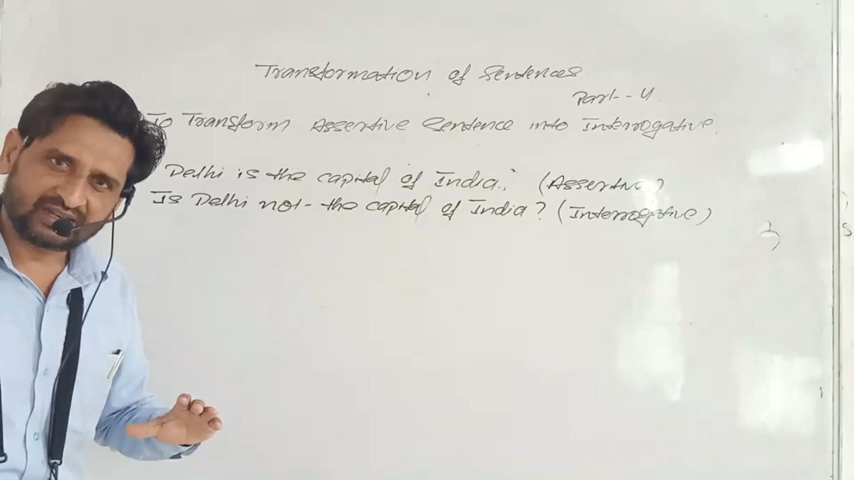 Transformation of Sentences
Part - 4
To Transform Assertive Sentence into Interrogative.
Delhi is the capital of India. (Assertive)
Is Delhi not the capital of India? (Interrogative)